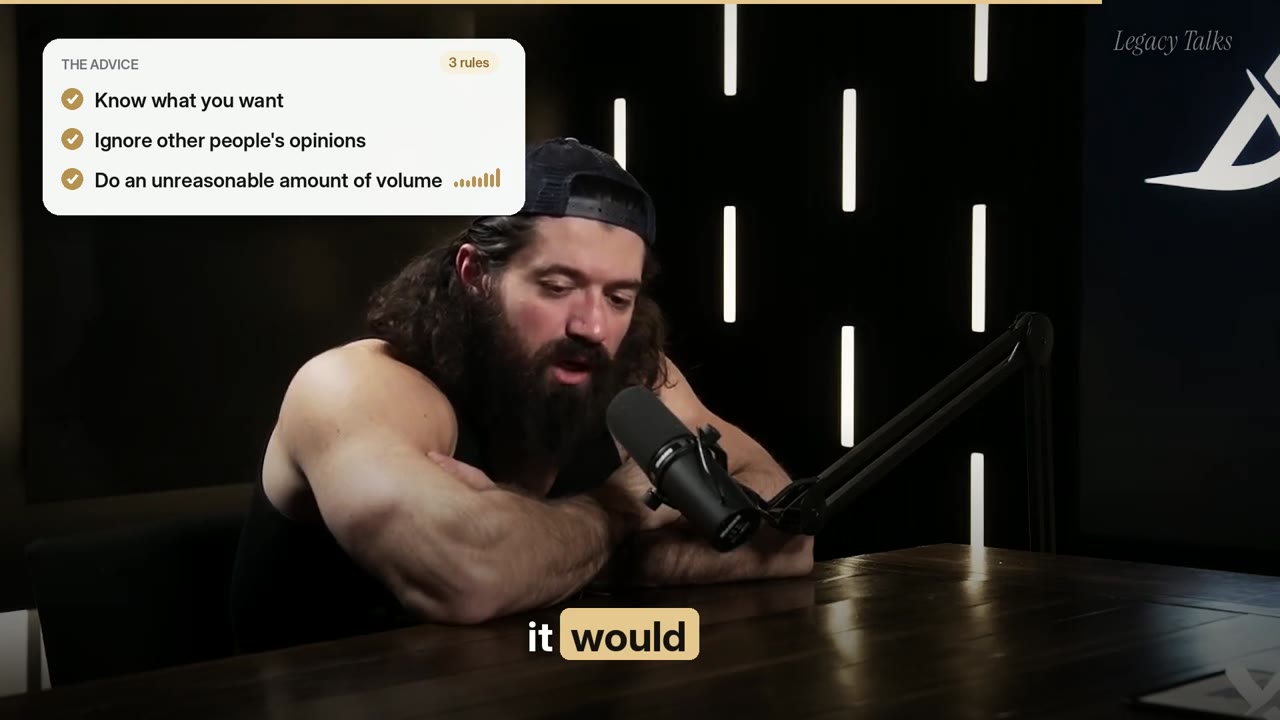 Legacy Talks
THE ADVICE
3 rules
Know what you want
Ignore other people's opinions
Do an unreasonable amount of volume
it would